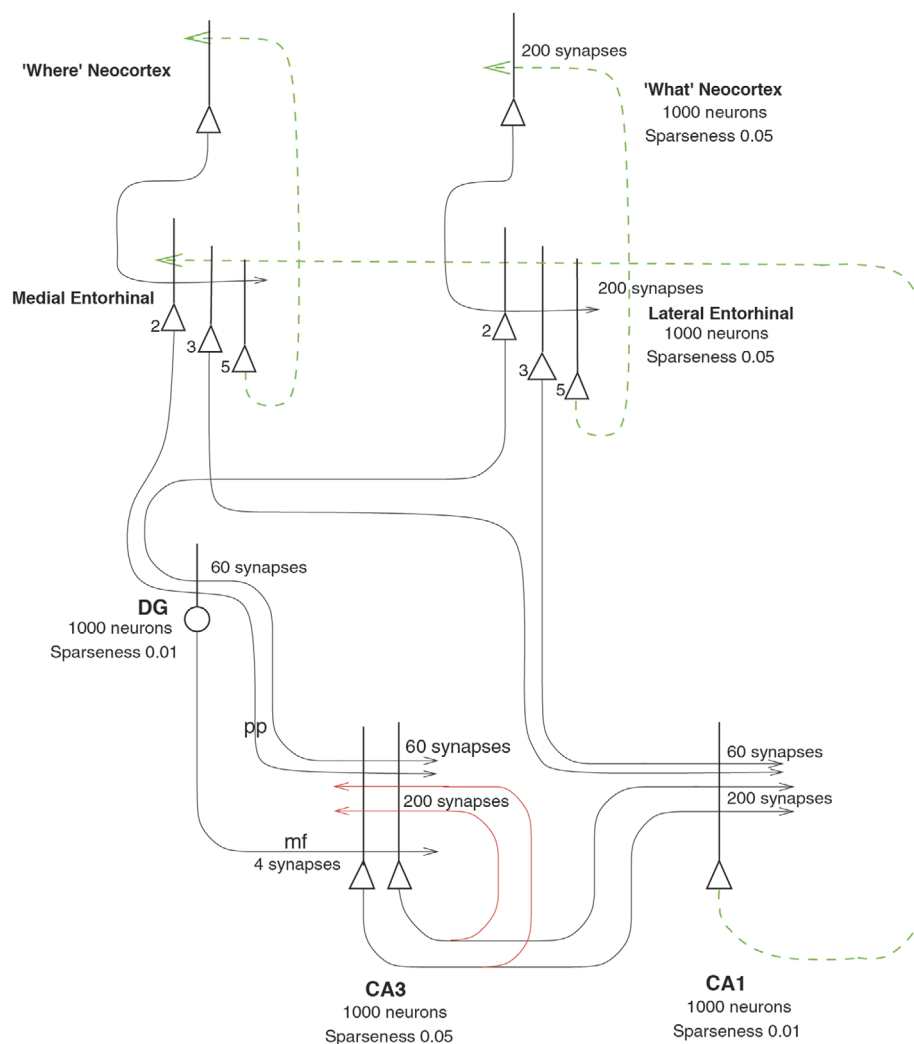 200 synapses
'Where' Neocortex
'What' Neocortex
1000 neurons
Sparseness 0.05
200 synapses
Medial Entorhinal
Lateral Entorhinal
1000 neurons
Sparseness 0.05
2
3
5
2
3
5
60 synapses
DG
1000 neurons
Sparseness 0.01
pp
60 synapses
60 synapses
200 synapses
200 synapses
mf
4 synapses
CA3
1000 neurons
Sparseness 0.05
CA1
1000 neurons
Sparseness 0.01